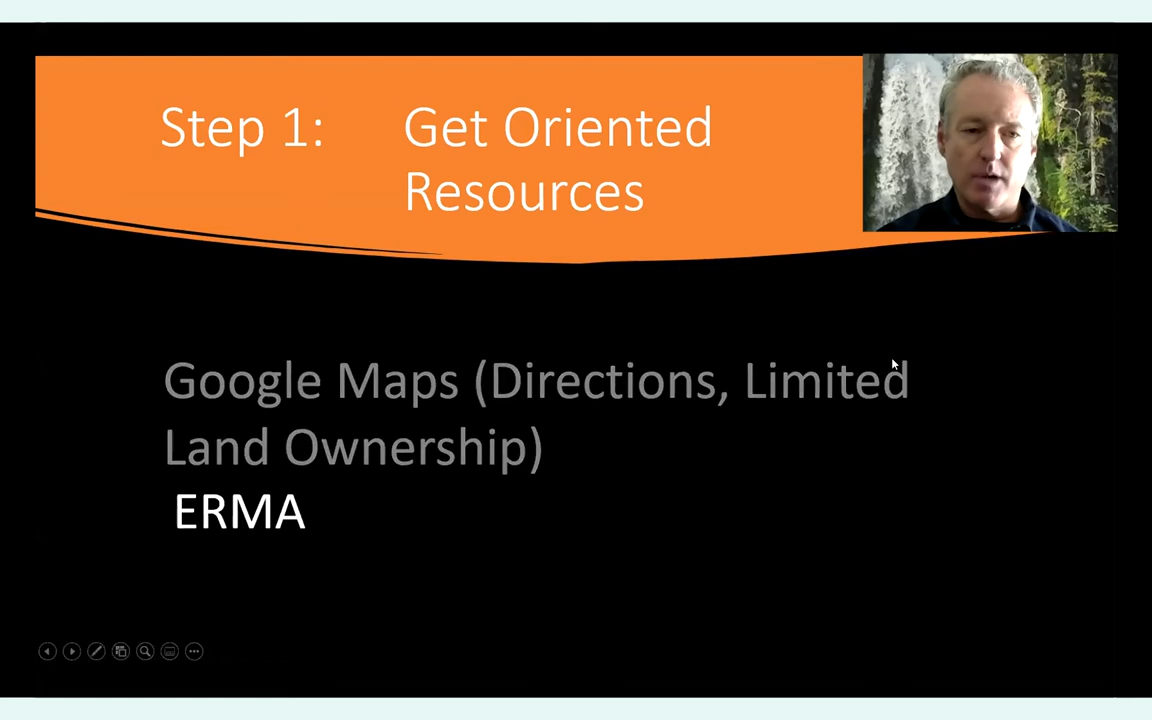 Step 1: Get Oriented
Resources
Google Maps (Directions, Limited
Land Ownership)
ERMA